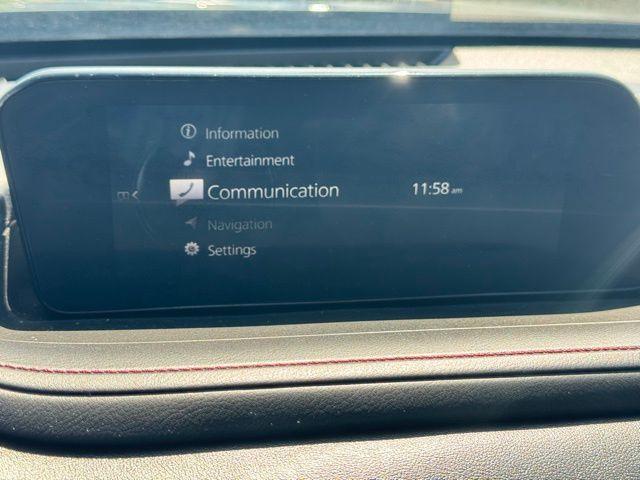 Information
Entertainment
Communication
11:58 am
Navigation
Settings